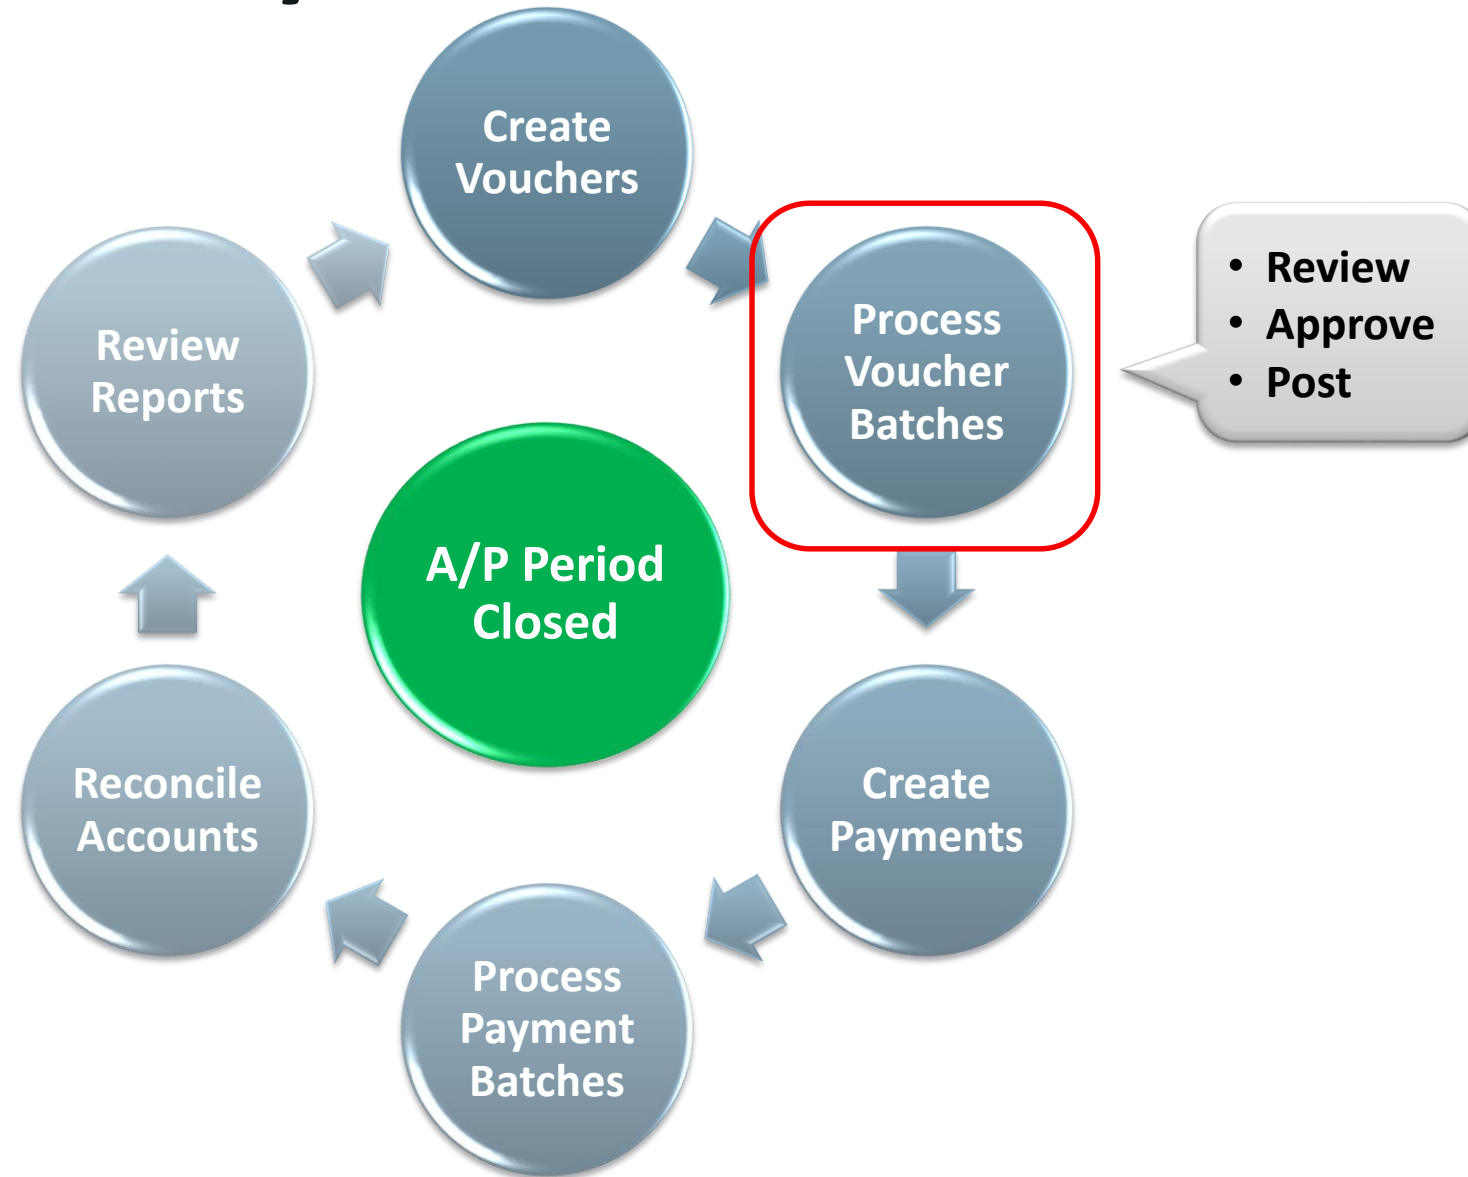 Create
Vouchers
Process
Voucher
Batches
• Review
• Approve
• Post
Create
Payments
Process
Payment
Batches
Reconcile
Accounts
Review
Reports
A/P Period
Closed